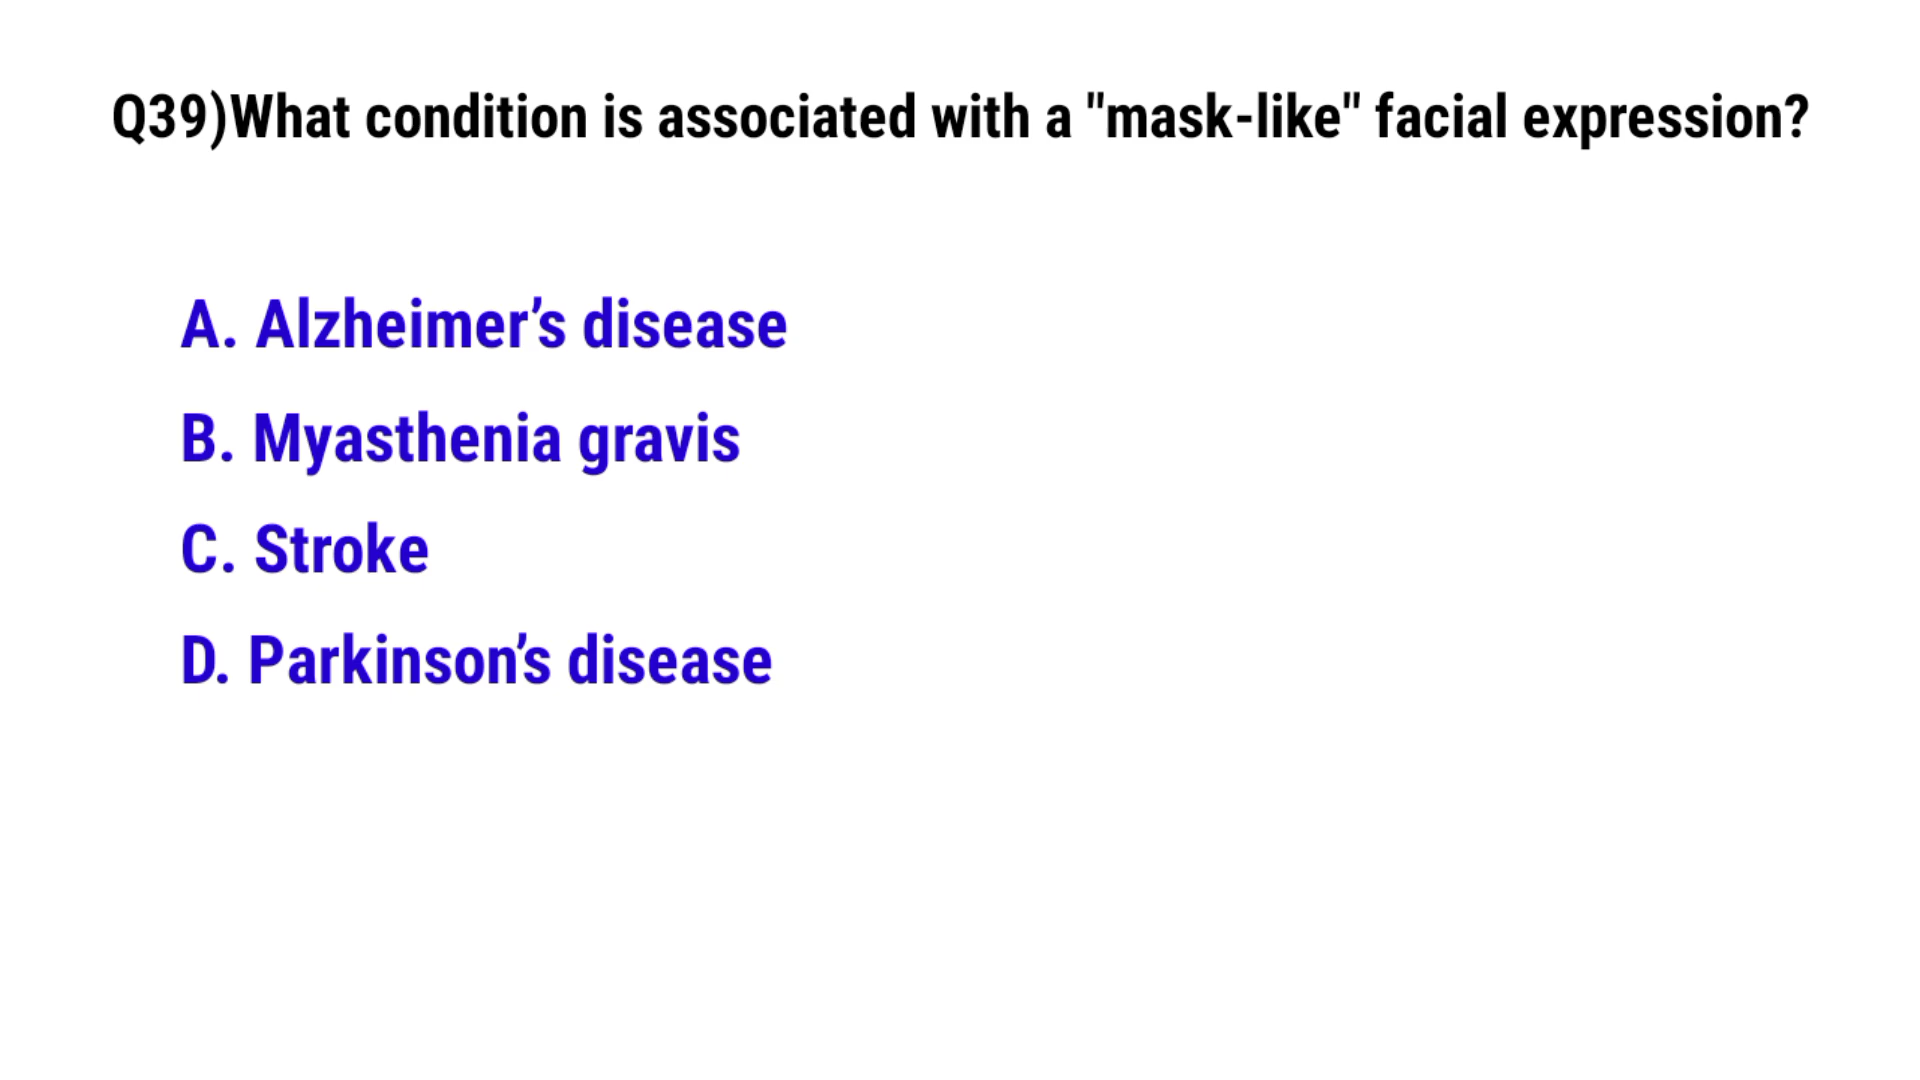 Q39)What condition is associated with a "mask-like" facial expression?
A. Alzheimer’s disease
B. Myasthenia gravis
C. Stroke
D. Parkinson’s disease